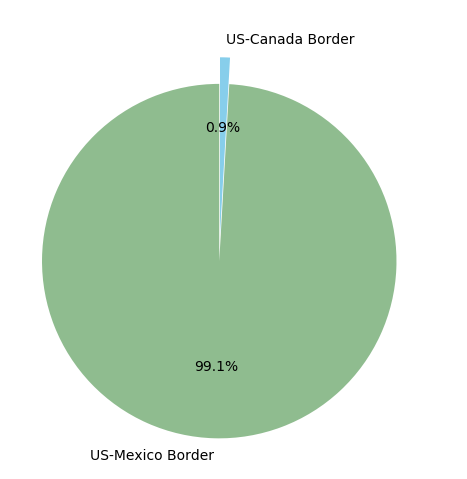 US-Canada Border
0.9%
99.1%
US-Mexico Border